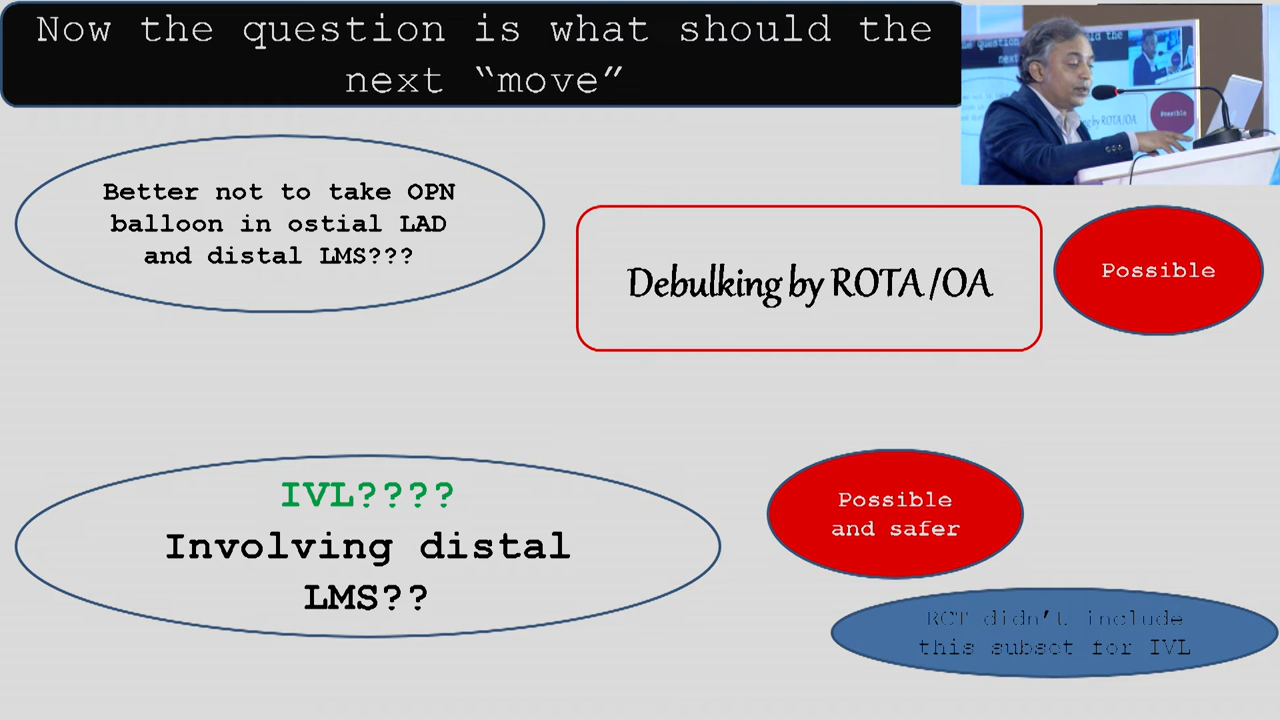 Now the question is what should the
next “move”
Better not to take OPN
balloon in ostial LAD
and distal LMS???
Debulking by ROTA /OA
Possible
IVL????
Involving distal
LMS??
Possible
and safer
RCT didn’t include
this subset for IVL
Possible